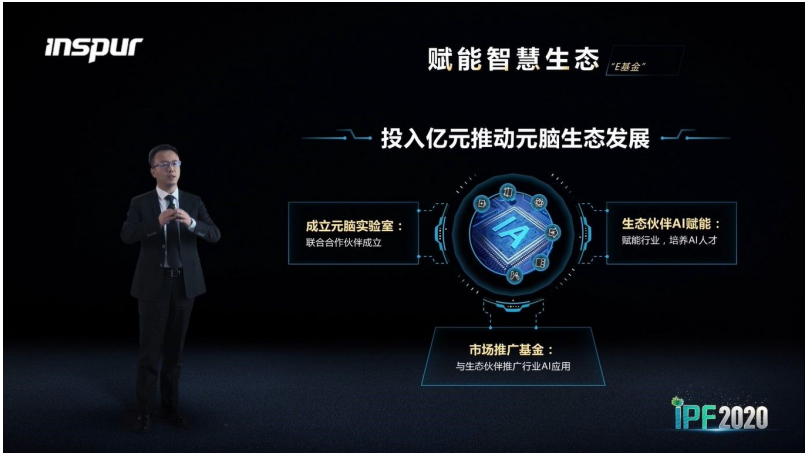 inspur
赋能智慧生态
“E基金”
投入亿元推动元脑生态发展
成立元脑实验室：
联合合作伙伴成立
IA
生态伙伴AI赋能：
赋能行业，培养AI人才
市场推广基金：
与生态伙伴推广行业AI应用
iPF2020